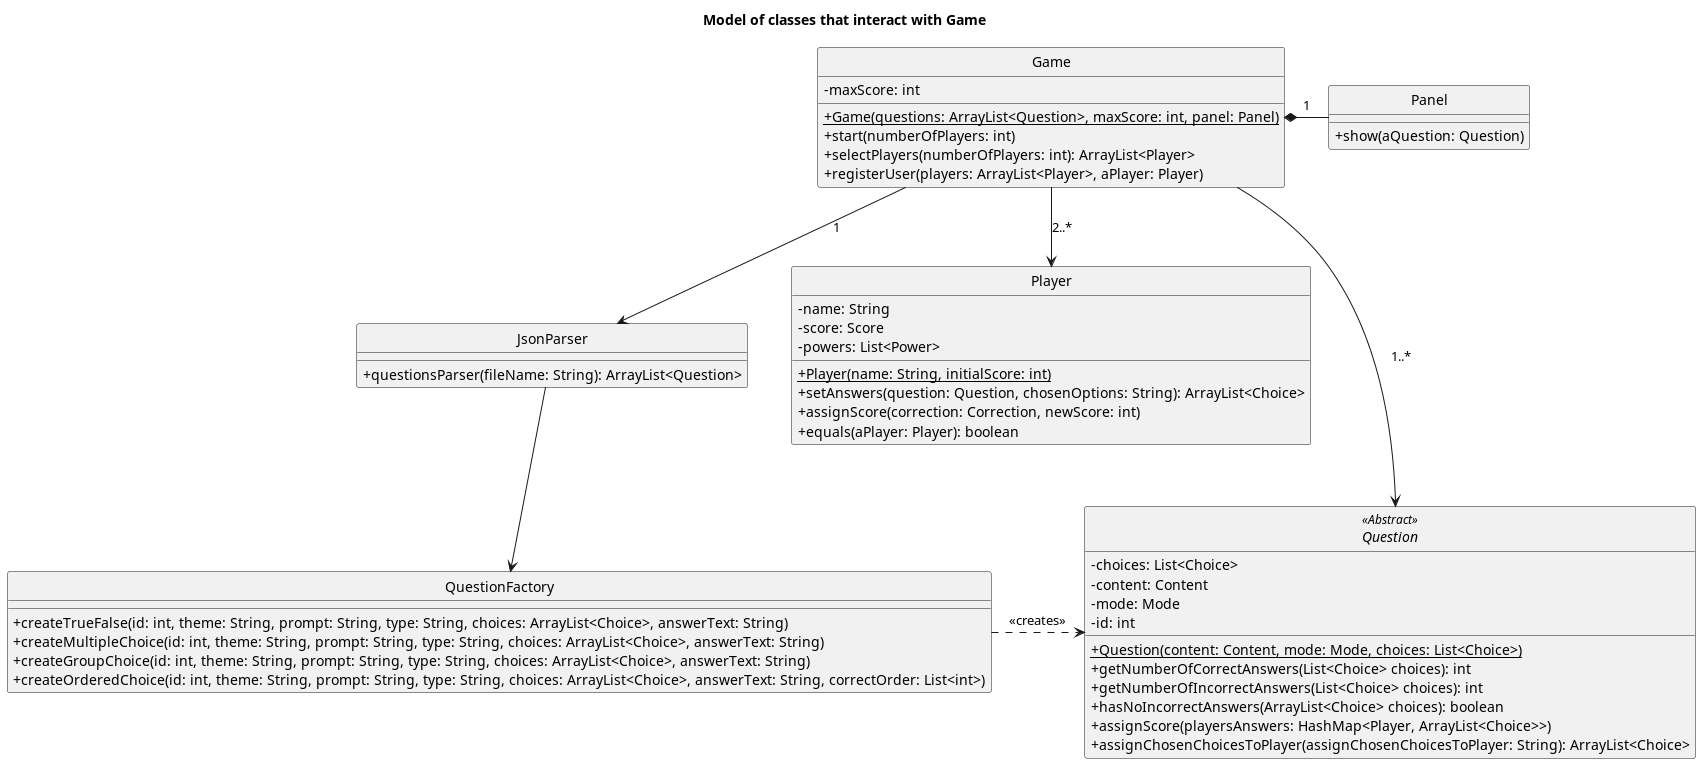 Model of classes that interact with Game
Game
-maxScore: int
+Game(questions: ArrayList<Question>, maxScore: int, panel: Panel)
+start(numberOfPlayers: int)
+selectPlayers(numberOfPlayers: int): ArrayList<Player>
+registerUser(players: ArrayList<Player>, aPlayer: Player)
1
Panel
+show(aQuestion: Question)
1
2..*
1..*
JsonParser
+questionsParser(fileName: String): ArrayList<Question>
Player
-name: String
-score: Score
-powers: List<Power>
+Player(name: String, initialScore: int)
+setAnswers(question: Question, chosenOptions: String): ArrayList<Choice>
+assignScore(correction: Correction, newScore: int)
+equals(aPlayer: Player): boolean
QuestionFactory
+createTrueFalse(id: int, theme: String, prompt: String, type: String, choices: ArrayList<Choice>, answerText: String)
+createMultipleChoice(id: int, theme: String, prompt: String, type: String, choices: ArrayList<Choice>, answerText: String)
+createGroupChoice(id: int, theme: String, prompt: String, type: String, choices: ArrayList<Choice>, answerText: String)
+createOrderedChoice(id: int, theme: String, prompt: String, type: String, choices: ArrayList<Choice>, answerText: String, correctOrder: List<int>)
«creates»
«Abstract»
Question
-choices: List<Choice>
-content: Content
-mode: Mode
-id: int
+Question(content: Content, mode: Mode, choices: List<Choice>)
+getNumberOfCorrectAnswers(List<Choice> choices): int
+getNumberOfIncorrectAnswers(List<Choice> choices): int
+hasNoIncorrectAnswers(ArrayList<Choice> choices): boolean
+assignScore(playersAnswers: HashMap<Player, ArrayList<Choice>>)
+assignChosenChoicesToPlayer(assignChosenChoicesToPlayer: String): ArrayList<Choice>